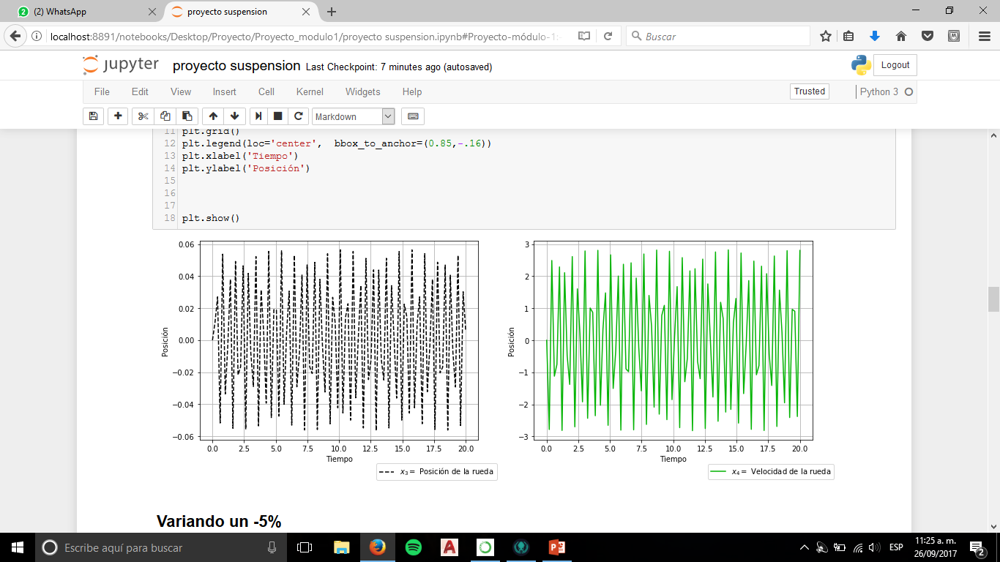 (2) WhatsApp
proyecto suspension
localhost:8891/notebooks/Desktop/Proyecto/Proyecto_modulo1/proyecto suspension.ipynb#Proyecto-módulo-1:
Buscar
jupyter
proyecto suspension Last Checkpoint: 7 minutes ago (autosaved)
Logout
File Edit View Insert Cell Kernel Widgets Help
Trusted
Python 3
Markdown
11 plt.grid()
12 plt.legend(loc='center',  bbox_to_anchor=(0.85,-.16))
13 plt.xlabel('Tiempo')
14 plt.ylabel('Posición')
15
16
17
18 plt.show()
0.06
0.04
0.02
0.00
−0.02
−0.04
−0.06
Posición
0.0 2.5 5.0 7.5 10.0 12.5 15.0 17.5 20.0
Tiempo
x₃ = Posición de la rueda
3
2
1
0
−1
−2
−3
Posición
0.0 2.5 5.0 7.5 10.0 12.5 15.0 17.5 20.0
Tiempo
x₄ = Velocidad de la rueda
Variando un -5%
Escribe aquí para buscar
ESP
11:25 a. m.
26/09/2017
2